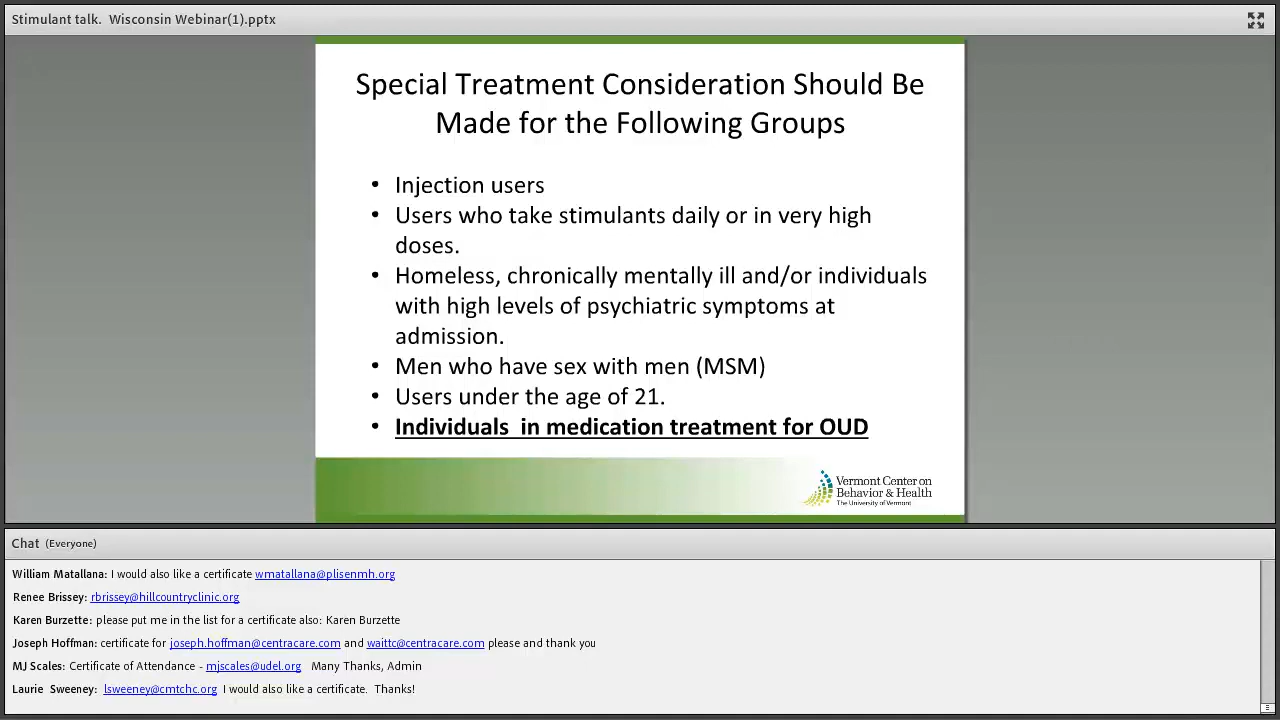 Stimulant talk.  Wisconsin Webinar(1).pptx
Special Treatment Consideration Should Be
Made for the Following Groups
• Injection users
• Users who take stimulants daily or in very high
doses.
• Homeless, chronically mentally ill and/or individuals
with high levels of psychiatric symptoms at
admission.
• Men who have sex with men (MSM)
• Users under the age of 21.
• Individuals  in medication treatment for OUD
Vermont Center on
Behavior & Health
The University of Vermont
Chat (Everyone)
William Matallana: I would also like a certificate wmatallana@plisenmh.org
Renee Brissey: rbrissey@hillcountryclinic.org
Karen Burzette: please put me in the list for a certificate also: Karen Burzette
Joseph Hoffman: certificate for joseph.hoffman@centracare.com and waittc@centracare.com please and thank you
MJ Scales: Certificate of Attendance - mjscales@udel.org   Many Thanks, Admin
Laurie  Sweeney:  lsweeney@cmtchc.org  I would also like a certificate.  Thanks!